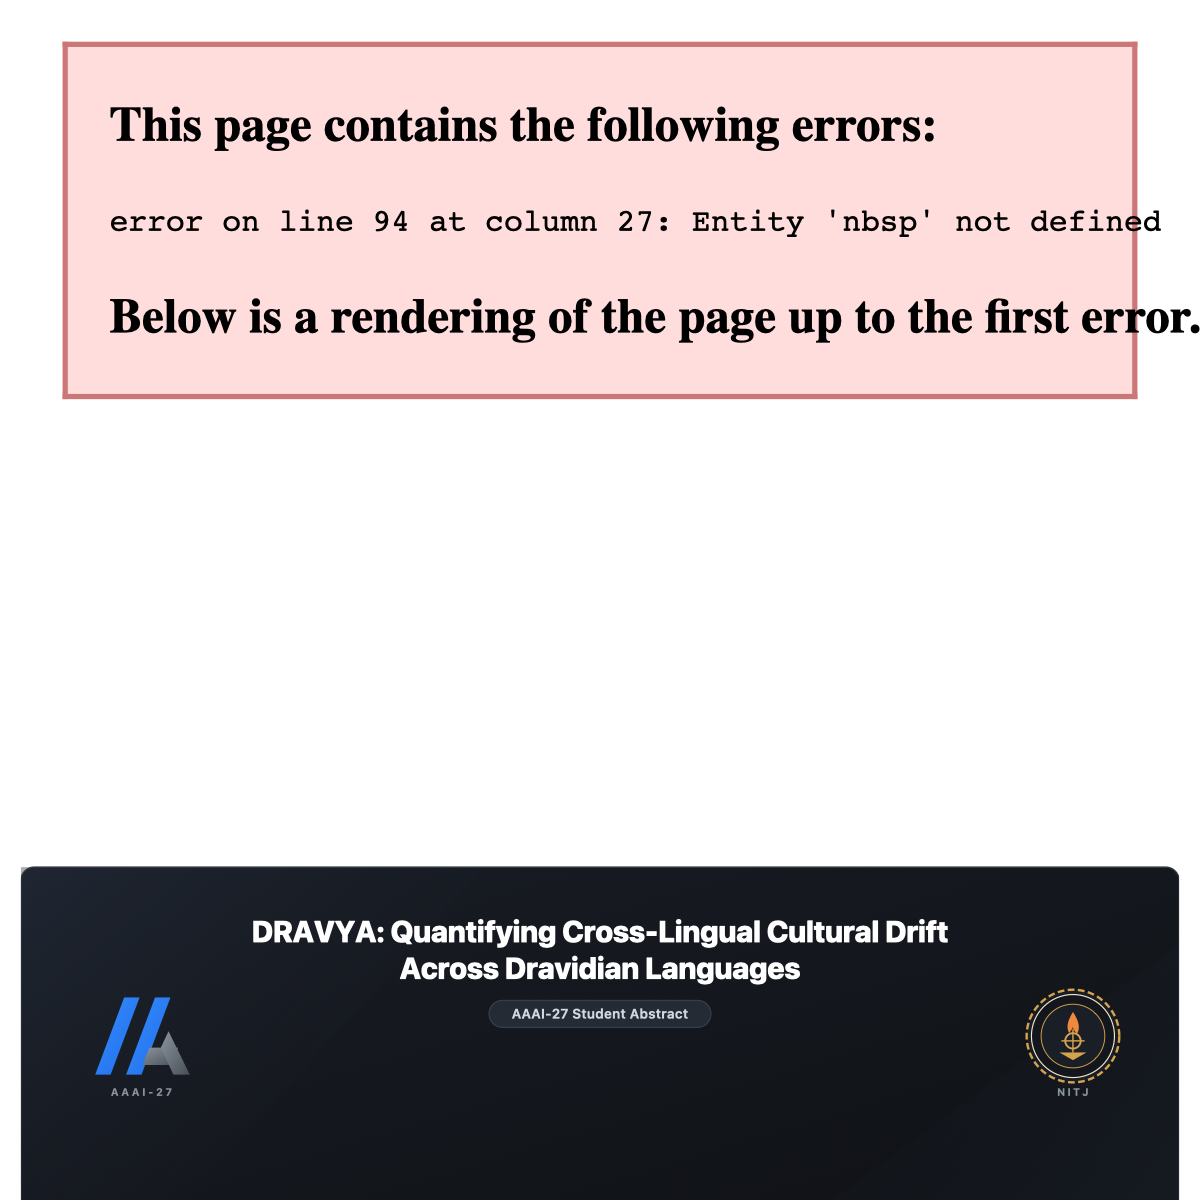 This page contains the following errors:
error on line 94 at column 27: Entity 'nbsp' not defined
Below is a rendering of the page up to the first error.
DRAVYA: Quantifying Cross-Lingual Cultural Drift
Across Dravidian Languages
AAAI-27 Student Abstract
AAAI-27
NITJ